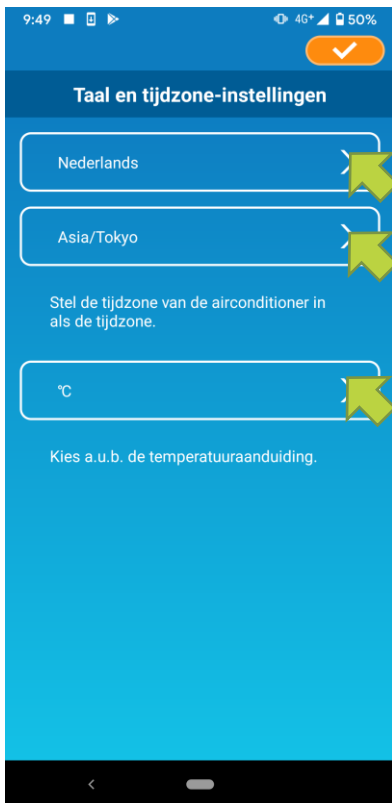 9:49 4G+ 50%
Taal en tijdzone-instellingen
Nederlands
Asia/Tokyo
Stel de tijdzone van de airconditioner in
als de tijdzone.
℃
Kies a.u.b. de temperatuuraanduiding.